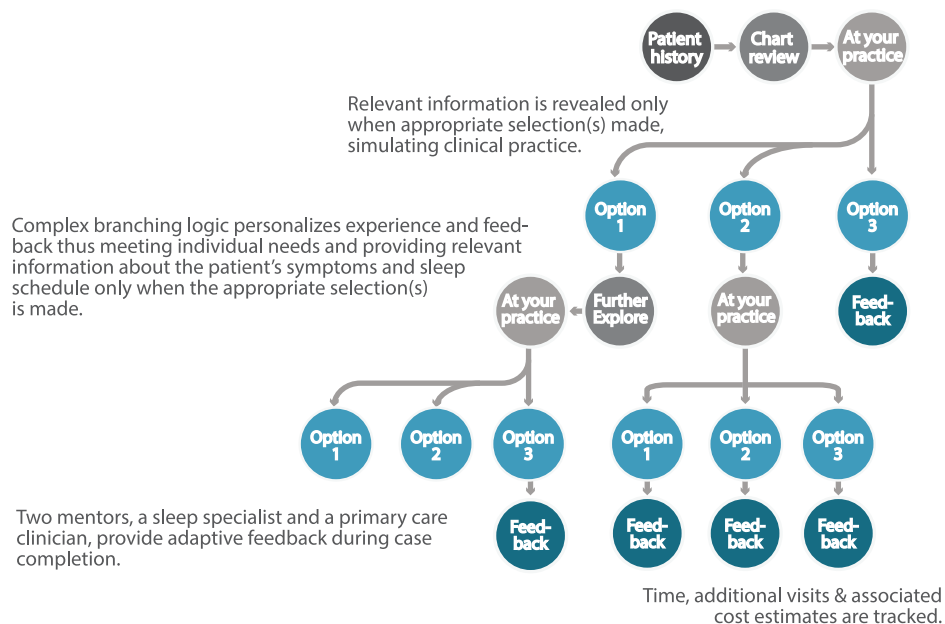 Patient
history
Chart
review
At your
practice
Relevant information is revealed only
when appropriate selection(s) made,
simulating clinical practice.
Option
1
Option
2
Option
3
Complex branching logic personalizes experience and feed-
back thus meeting individual needs and providing relevant
information about the patient's symptoms and sleep
schedule only when the appropriate selection(s)
is made.
At your
practice
Further
Explore
At your
practice
Feed-
back
Option
1
Option
2
Option
3
Option
1
Option
2
Option
3
Two mentors, a sleep specialist and a primary care
clinician, provide adaptive feedback during case
completion.
Feed-
back
Feed-
back
Feed-
back
Feed-
back
Time, additional visits & associated
cost estimates are tracked.